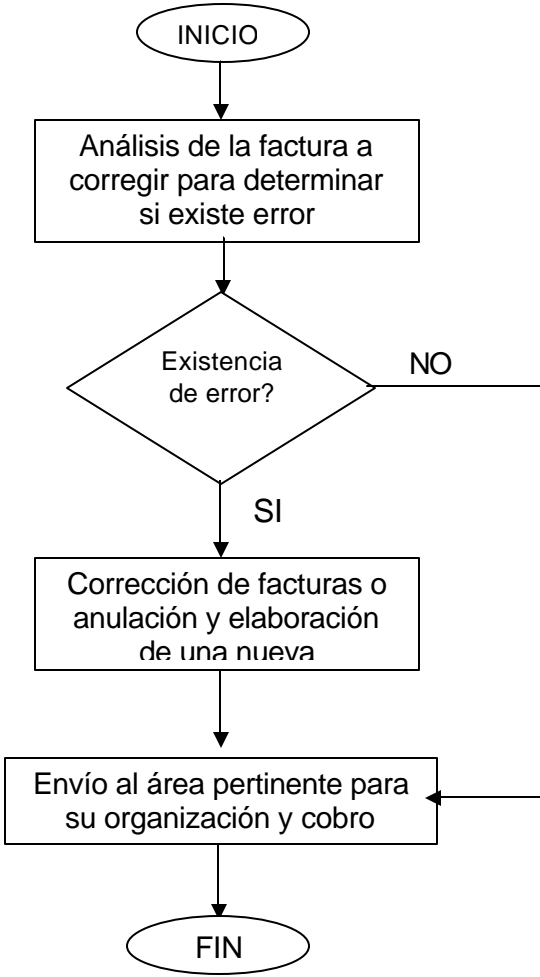 INICIO
Análisis de la factura a
corregir para determinar
si existe error
Existencia
de error?
NO
SI
Corrección de facturas o
anulación y elaboración
de una nueva
Envío al área pertinente para
su organización y cobro
FIN